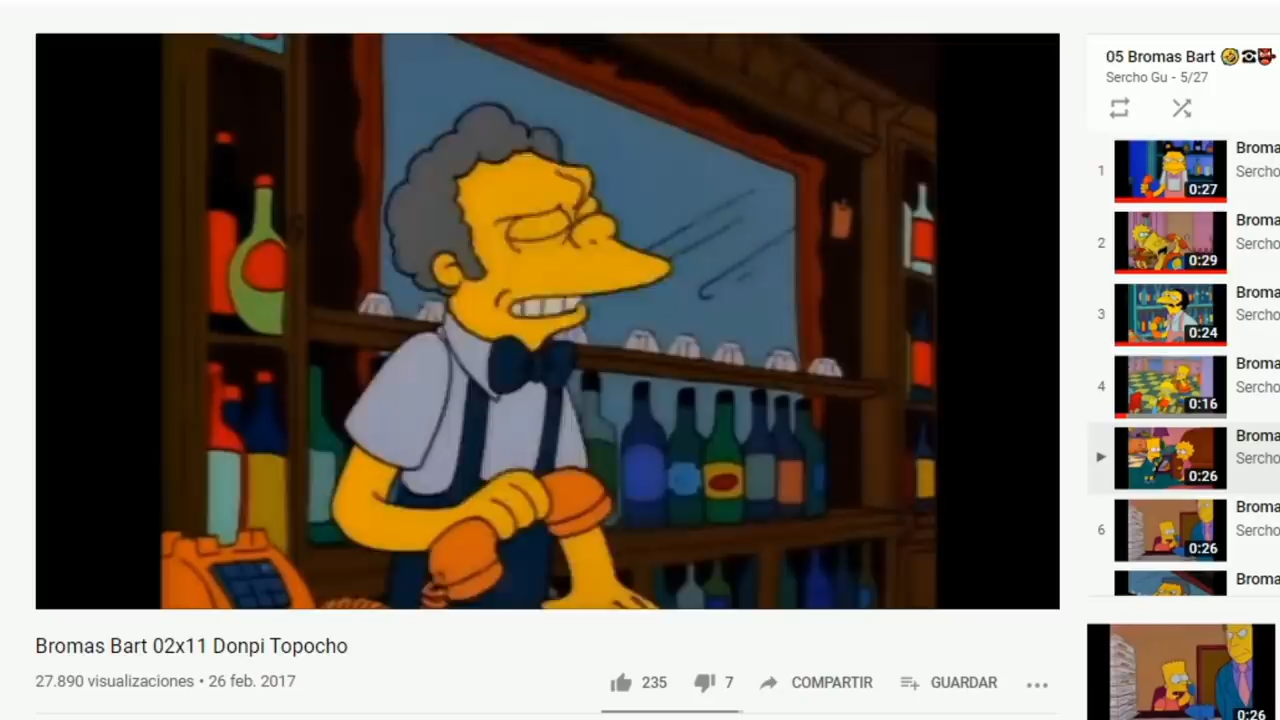 05 Bromas Bart
Sercho Gu - 5/27
1
0:27
Broma
Sercho
2
0:29
Broma
Sercho
3
0:24
Broma
Sercho
4
0:16
Broma
Sercho
0:26
Broma
Sercho
6
0:26
Broma
Sercho
Broma
Bromas Bart 02x11 Donpi Topocho
27.890 visualizaciones • 26 feb. 2017
235
7
COMPARTIR
GUARDAR
0:26